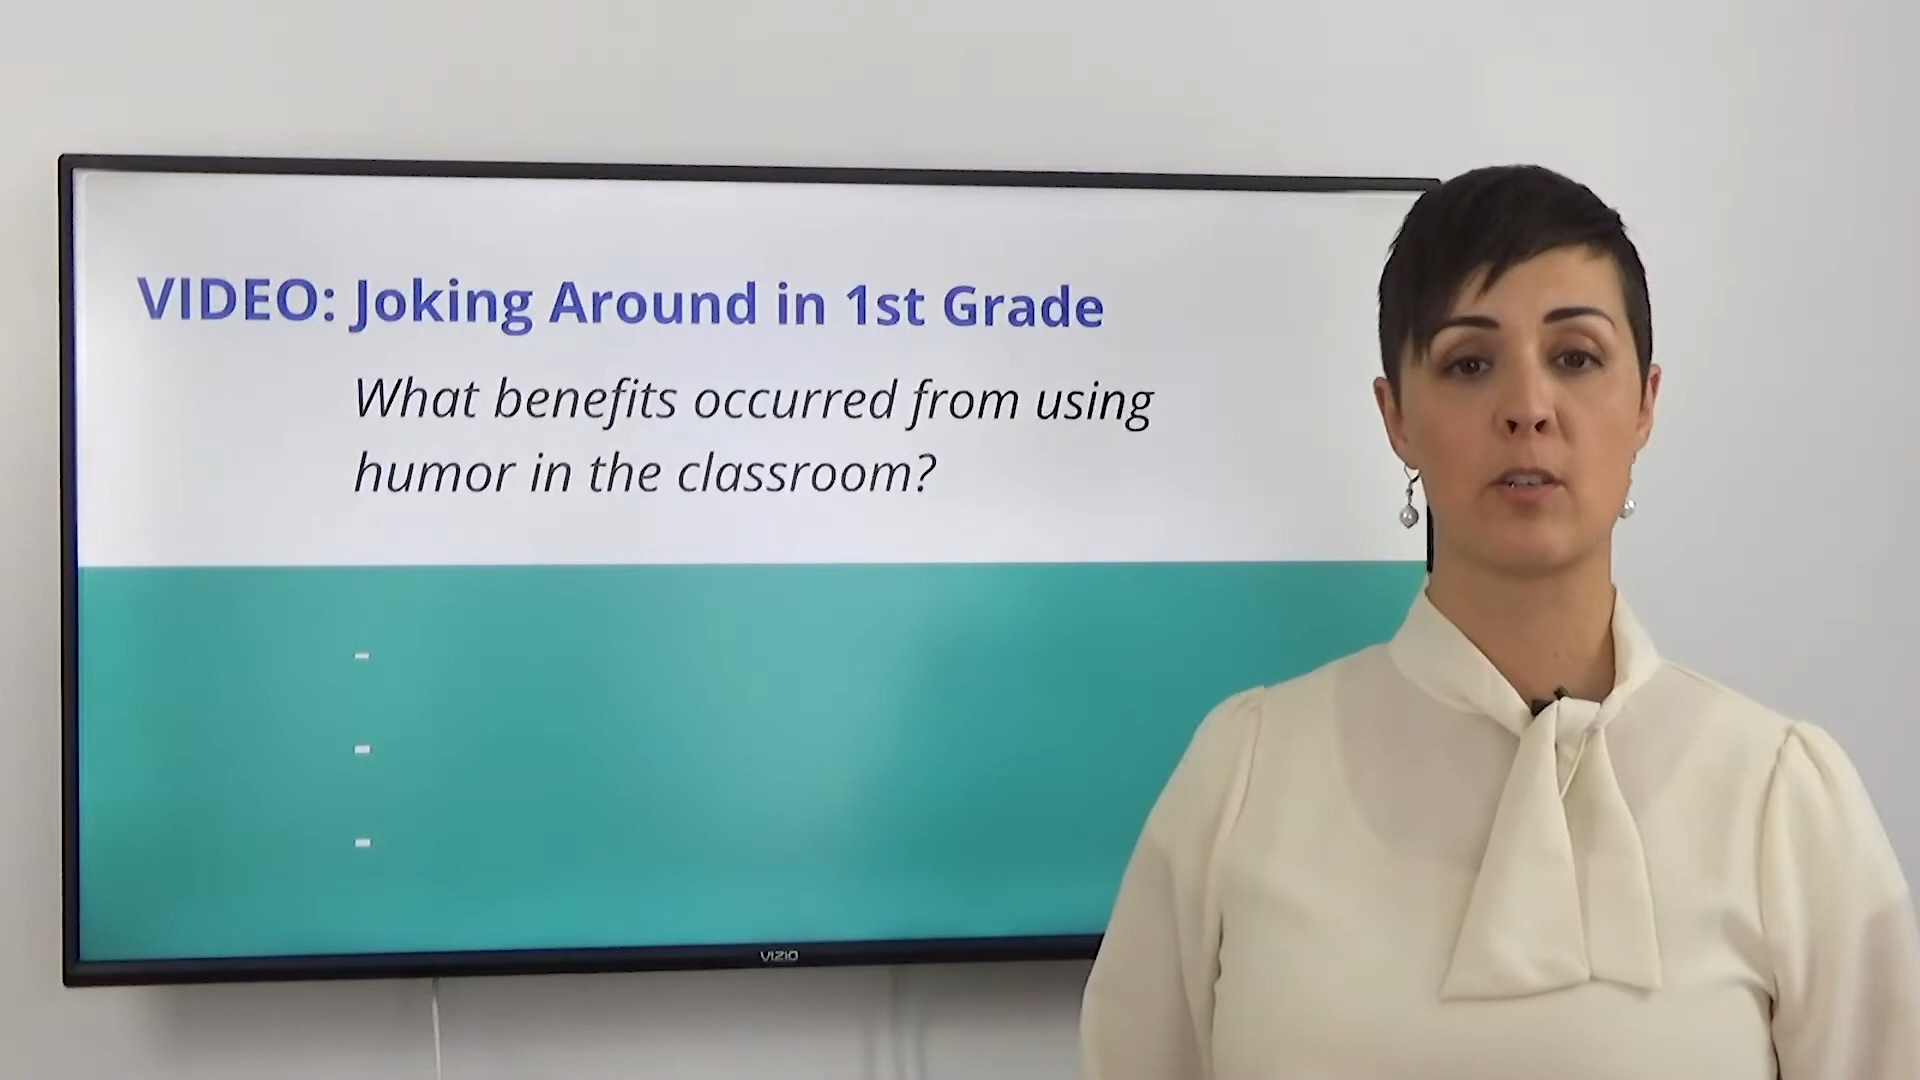 VIDEO: Joking Around in 1st Grade
What benefits occurred from using
humor in the classroom?
-
-
-
VIZIO